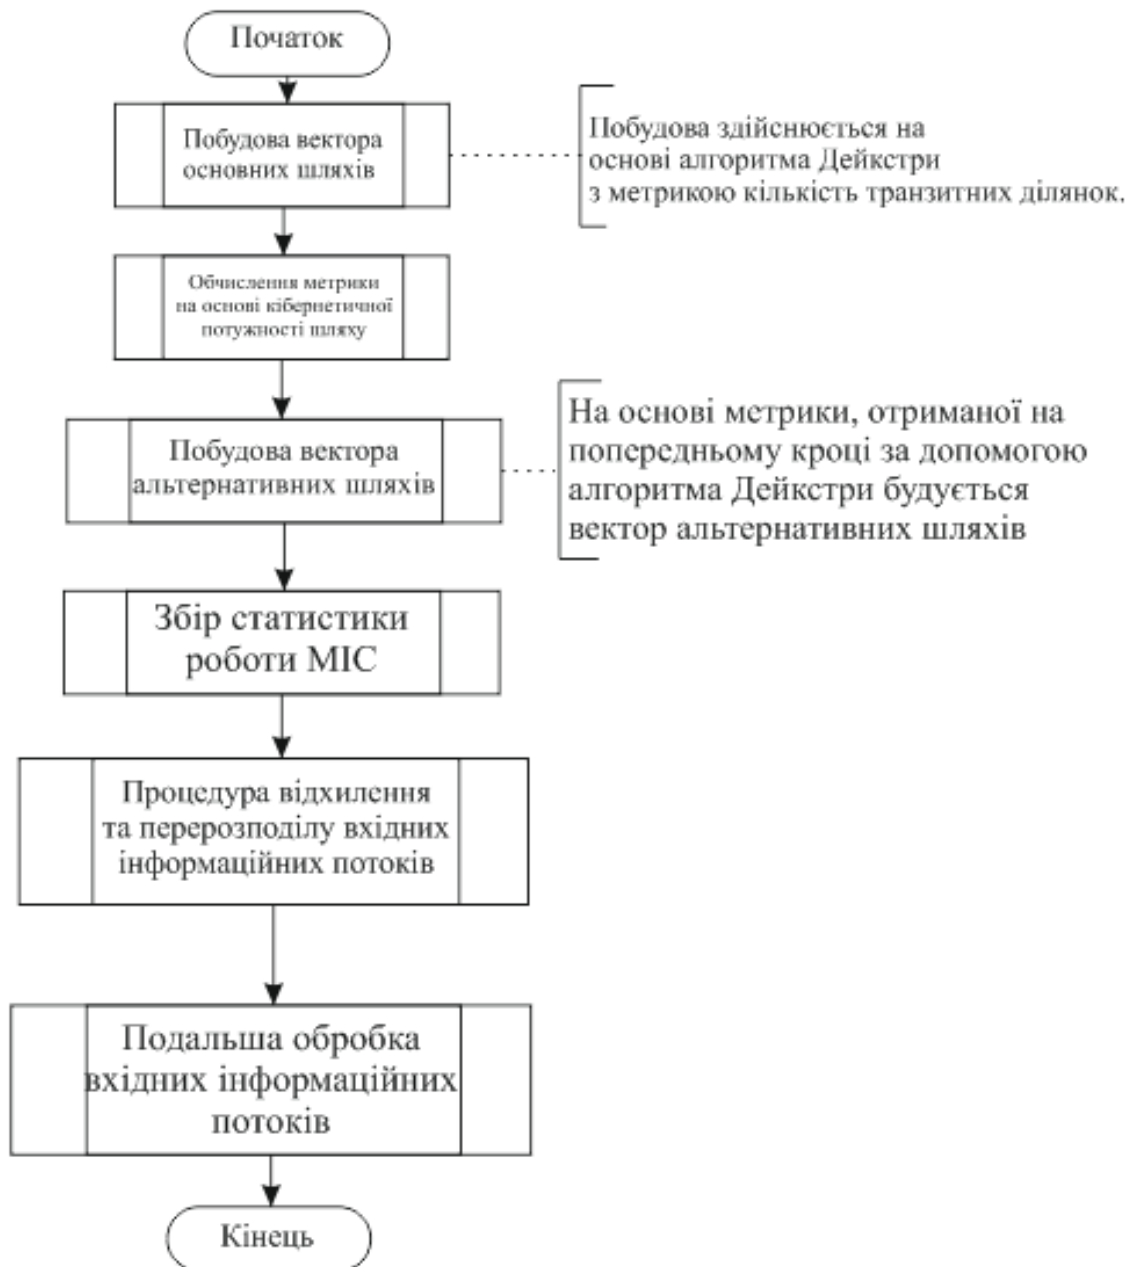 Початок
Побудова вектора
основних шляхів
Побудова здійснюється на
основі алгоритма Дейкстри
з метрикою кількість транзитних ділянок.
Обчислення метрики
на основі кібернетичної
потужності шляху
Побудова вектора
альтернативних шляхів
На основі метрики, отриманої на
попередньому кроці за допомогою
алгоритма Дейкстри будується
вектор альтернативних шляхів
Збір статистики
роботи МІС
Процедура відхилення
та перерозподілу вхідних
інформаційних потоків
Подальша обробка
вхідних інформаційних
потоків
Кінець